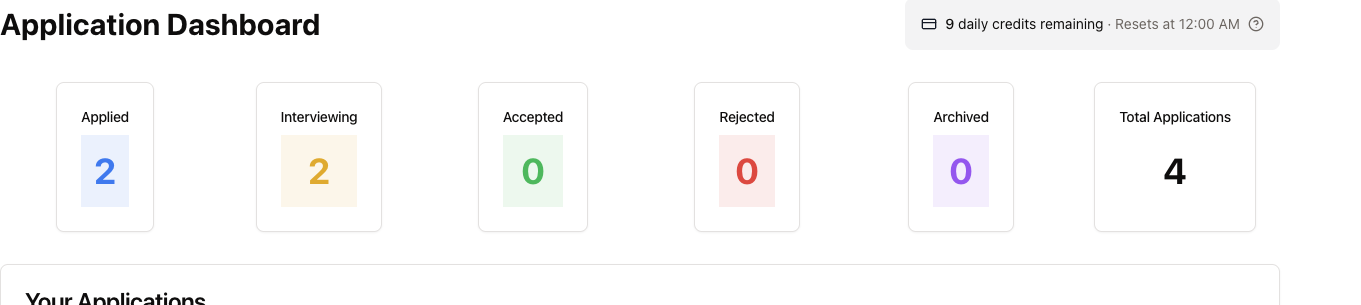 Application Dashboard
9 daily credits remaining · Resets at 12:00 AM
Applied
2
Interviewing
2
Accepted
0
Rejected
0
Archived
0
Total Applications
4
Your Applications